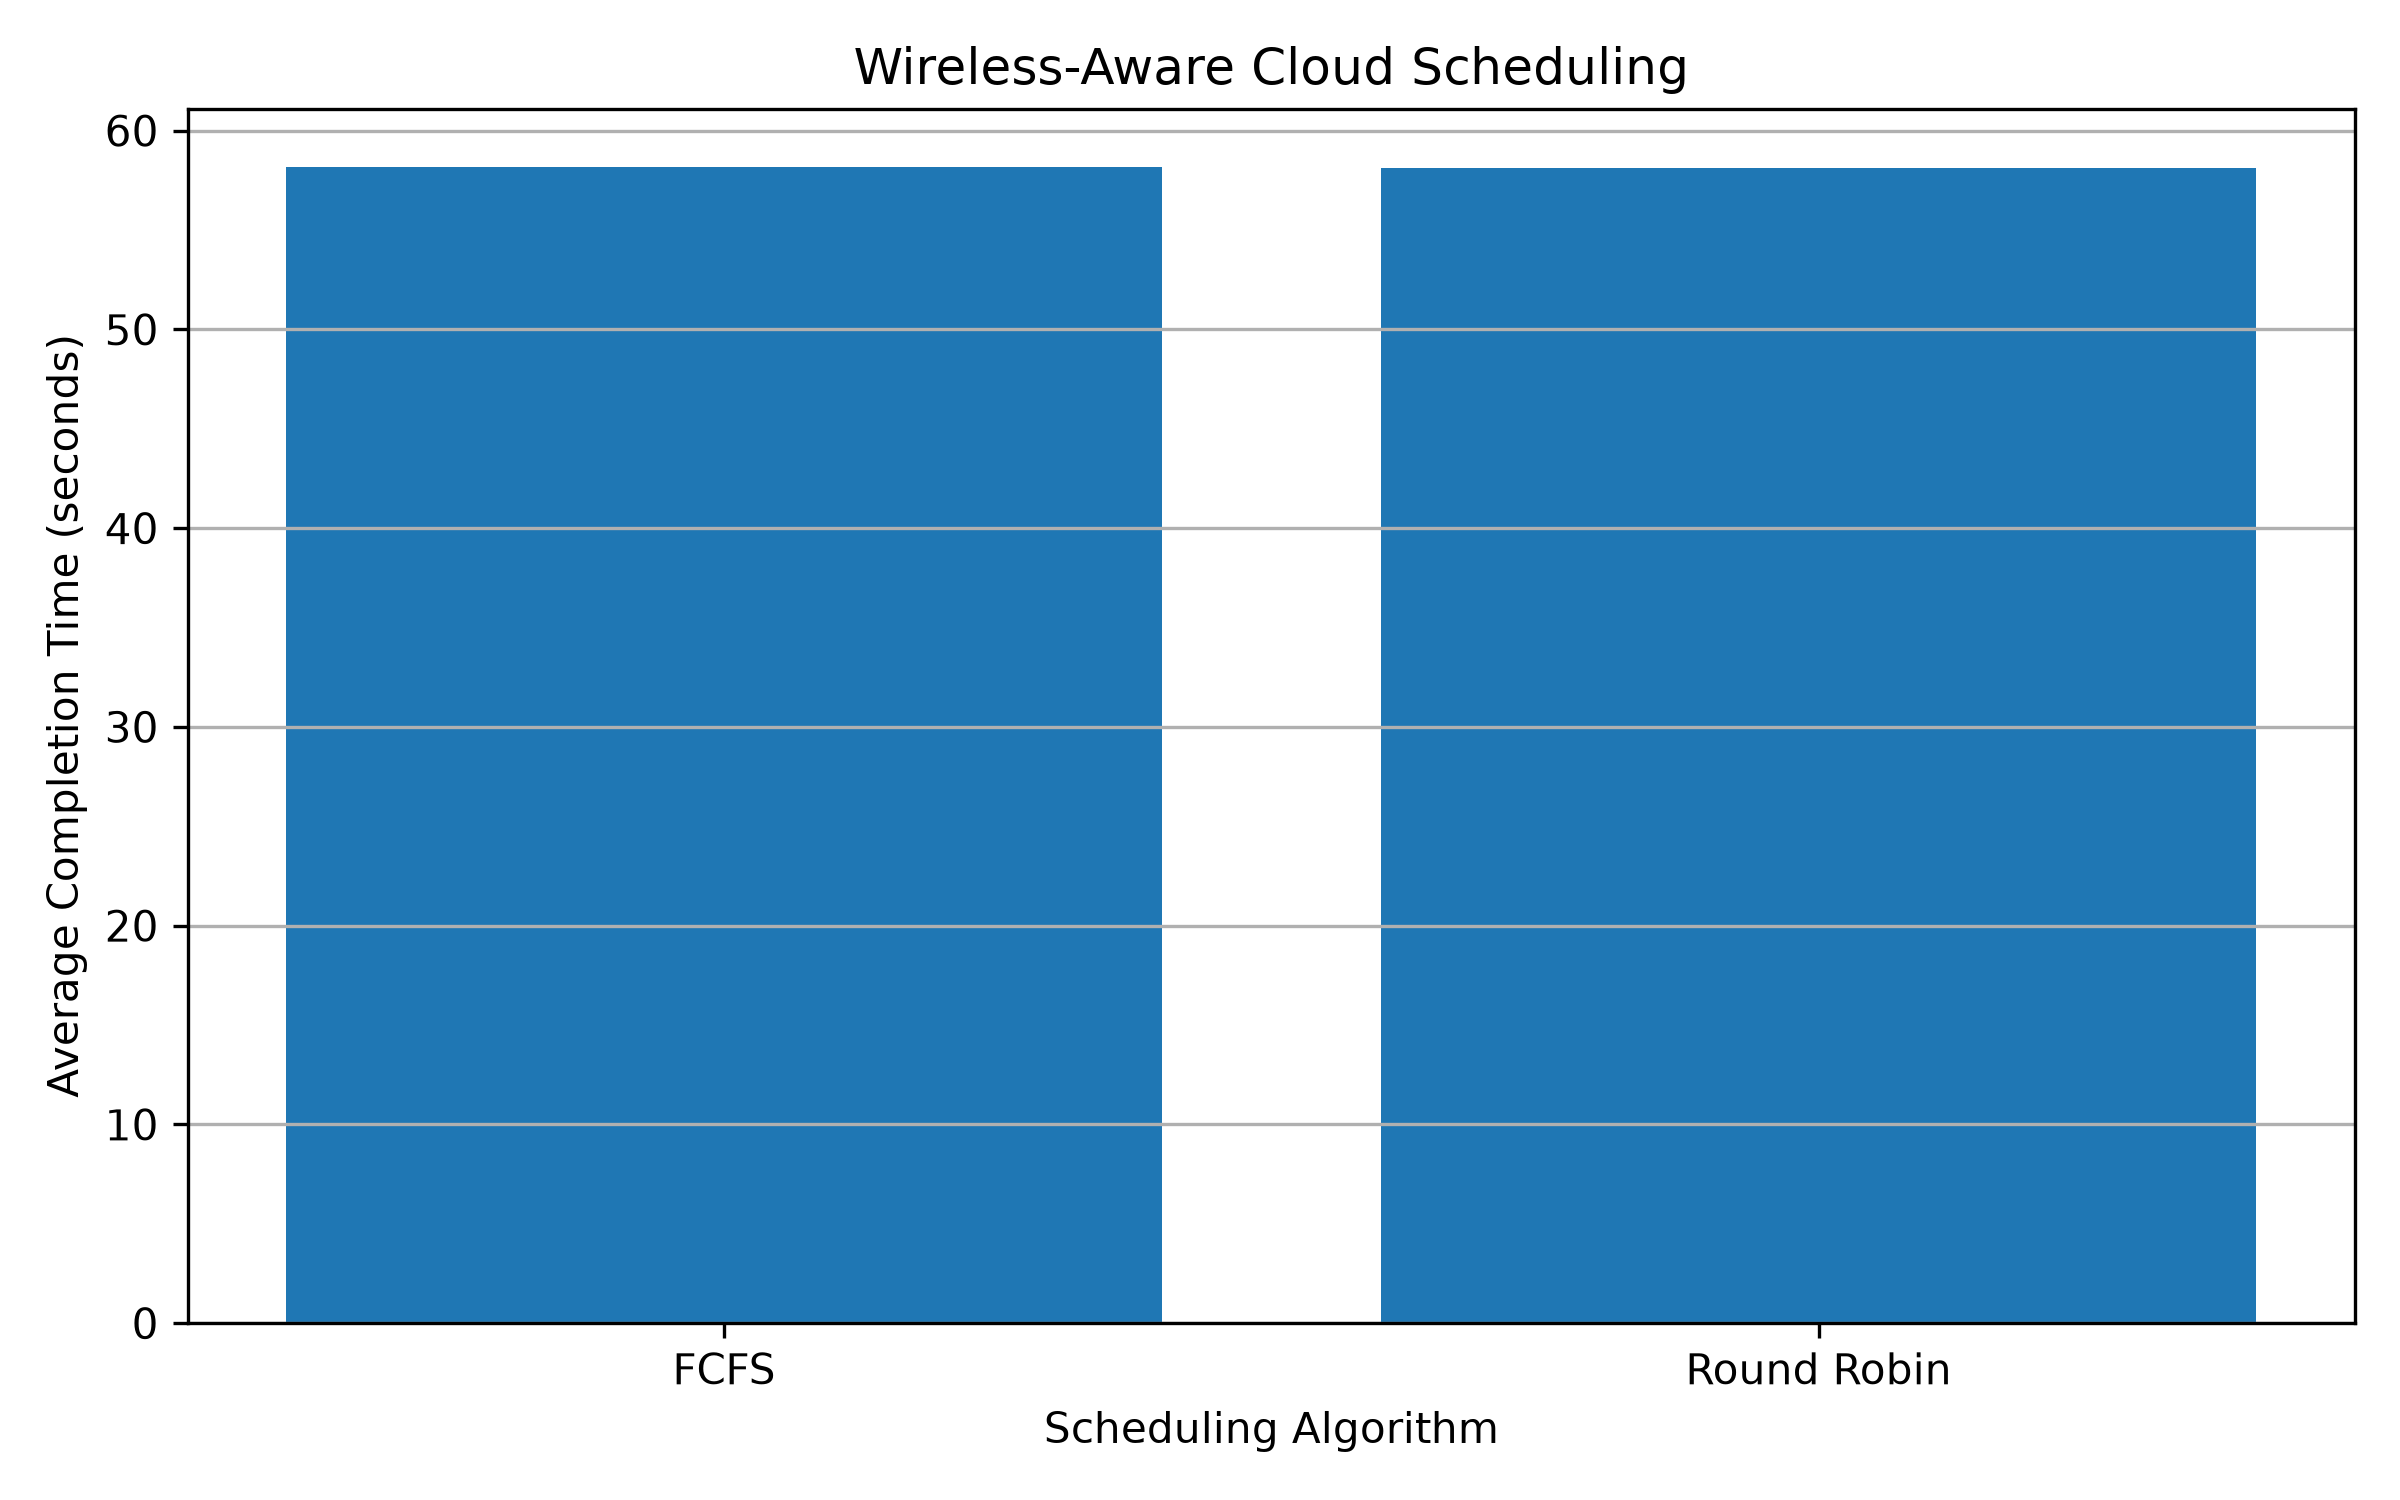 Wireless-Aware Cloud Scheduling
Average Completion Time (seconds)
60
50
40
30
20
10
0
FCFS
Round Robin
Scheduling Algorithm